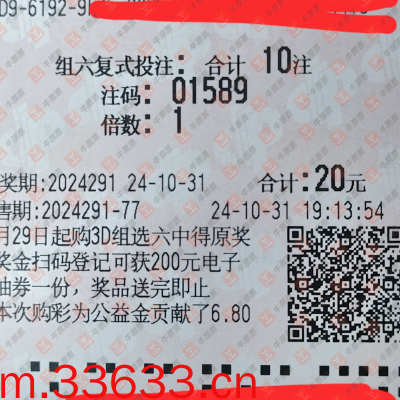 D9-6192-9
组六复式投注: 合计 10注
注码: 01589
倍数: 1
奖期:2024291 24-10-31 合计:20元
售期:2024291-77 24-10-31 19:13:54
月29日起购3D组选六中得原奖
奖金扫码登记可获200元电子
抽券一份，奖品送完即止
本次购彩为公益金贡献了6.80
m.33633.cn